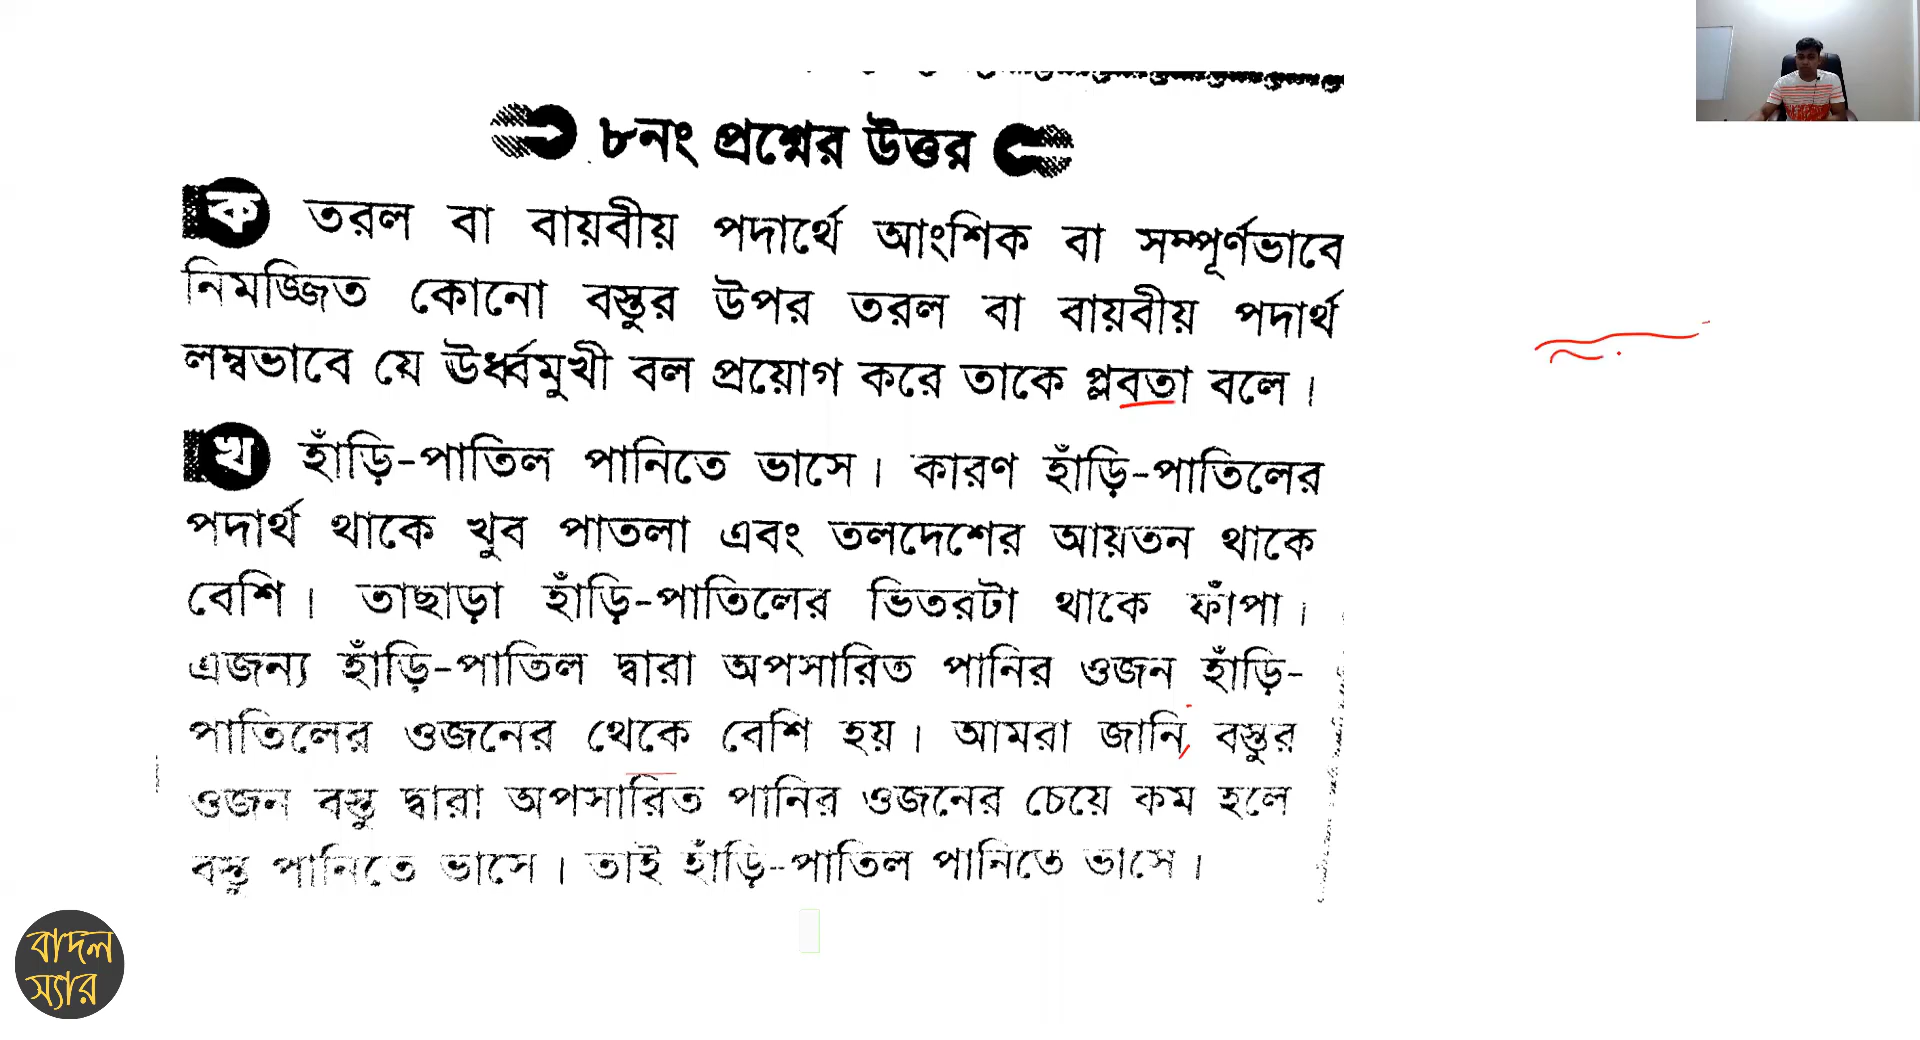 ৮নং প্রশ্নের উত্তর
ক তরল বা বায়বীয় পদার্থে আংশিক বা সম্পূর্ণভাবে
নিমজ্জিত কোনো বস্তুর উপর তরল বা বায়বীয় পদার্থ
লম্বভাবে যে ঊর্ধ্বমুখী বল প্রয়োগ করে তাকে প্লবতা বলে।
খ হাঁড়ি-পাতিল পানিতে ভাসে। কারণ হাঁড়ি-পাতিলের
পদার্থ থাকে খুব পাতলা এবং তলদেশের আয়তন থাকে
বেশি। তাছাড়া হাঁড়ি-পাতিলের ভিতরটা থাকে ফাঁপা।
এজন্য হাঁড়ি-পাতিল দ্বারা অপসারিত পানির ওজন হাঁড়ি-
পাতিলের ওজনের থেকে বেশি হয়। আমরা জানি, বস্তুর
ওজন বস্তু দ্বারা অপসারিত পানির ওজনের চেয়ে কম হলে
বস্তু পানিতে ভাসে। তাই হাঁড়ি-পাতিল পানিতে ভাসে।
বাদল
স্যার